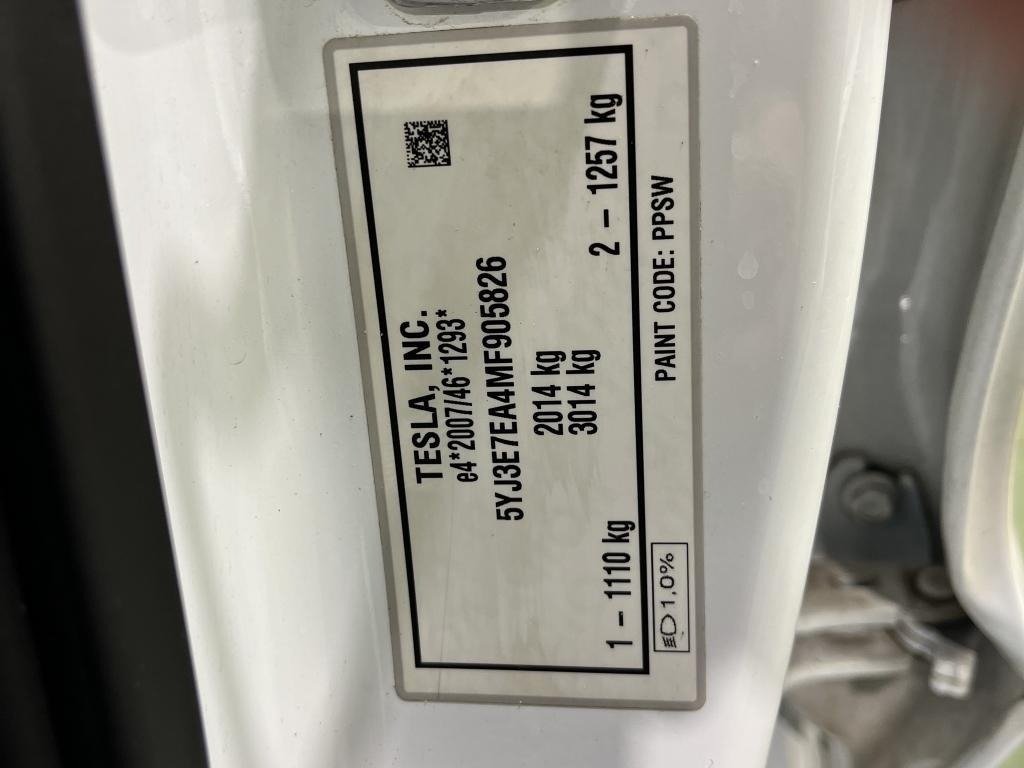 TESLA, INC.
e4*2007/46*1293*
5YJ3E7EA4MF905826
2014 kg
3014 kg
1 – 1110 kg 2 – 1257 kg
1.0% PAINT CODE: PPSW